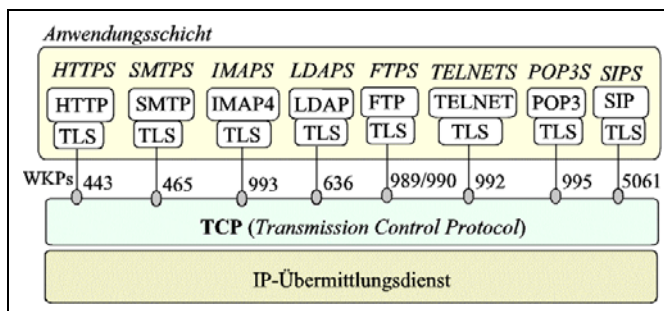 Anwendungsschicht
HTTPS SMTPS IMAPS LDAPS FTPS TELNETS POP3S SIPS
HTTP SMTP IMAP4 LDAP FTP TELNET POP3 SIP
TLS TLS TLS TLS TLS TLS TLS TLS
WKPs 443 465 993 636 989/990 992 995 5061
TCP (Transmission Control Protocol)
IP-Übermittlungsdienst